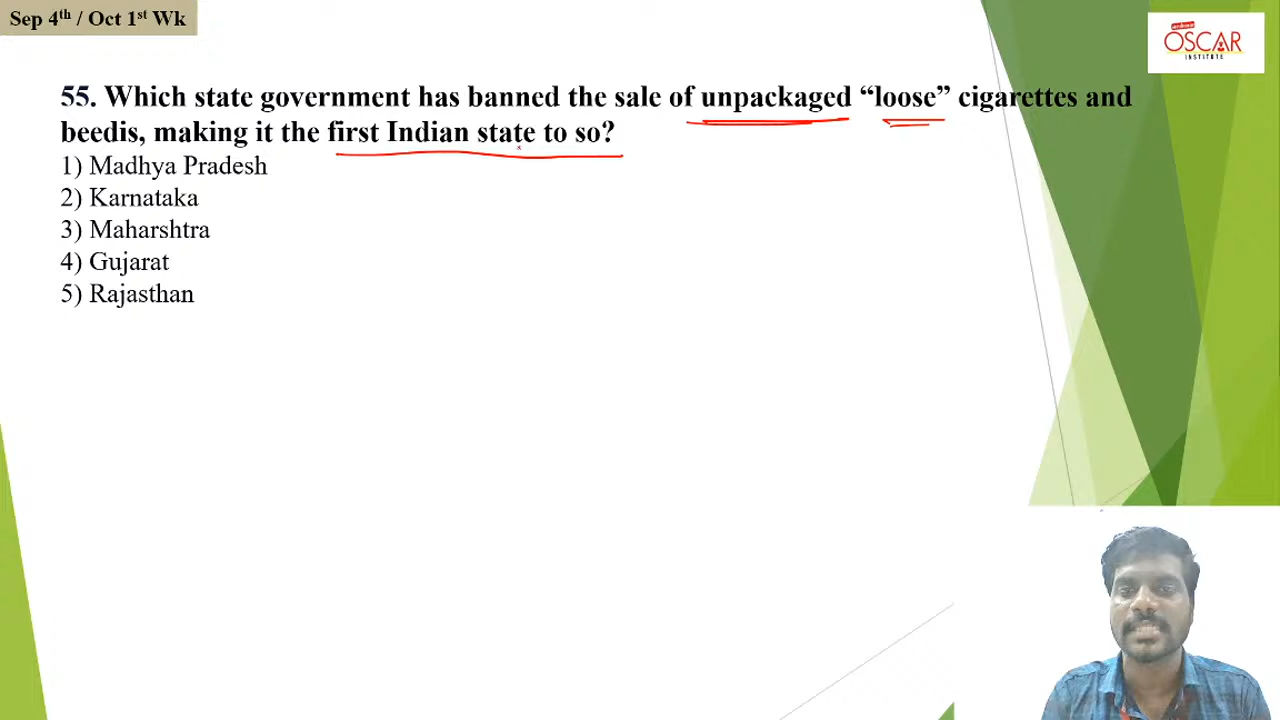 Sep 4th / Oct 1st Wk
OSCAR
INSTITUTE
55. Which state government has banned the sale of unpackaged “loose” cigarettes and
beedis, making it the first Indian state to so?
1) Madhya Pradesh
2) Karnataka
3) Maharshtra
4) Gujarat
5) Rajasthan